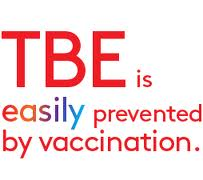 TBE is
easily prevented
by vaccination.